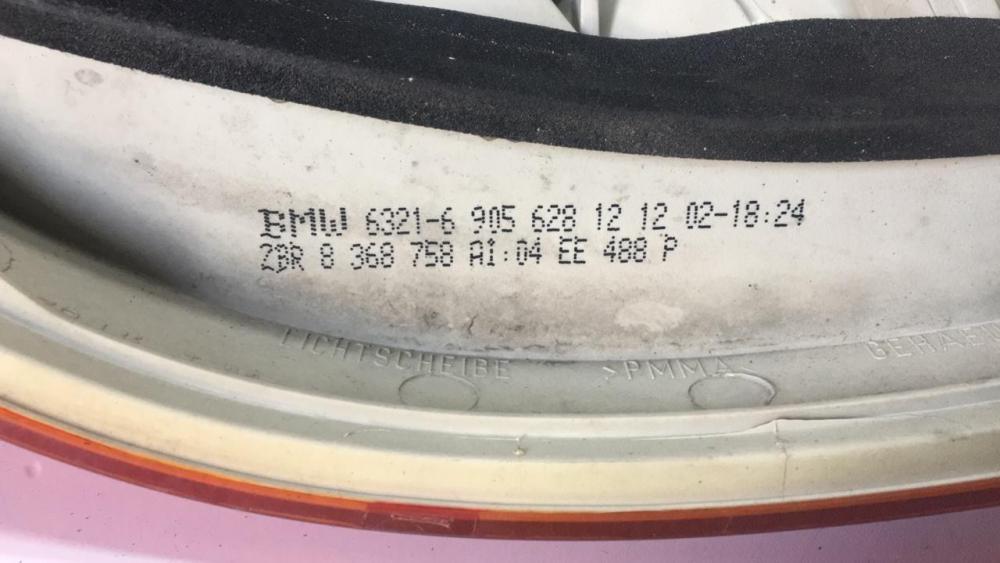 BMW 6321-6 905 628 12 12 02-18:24
ZBR 8 368 758 AI:04 EE 488 P
LICHTSCHEIBE >PMMA